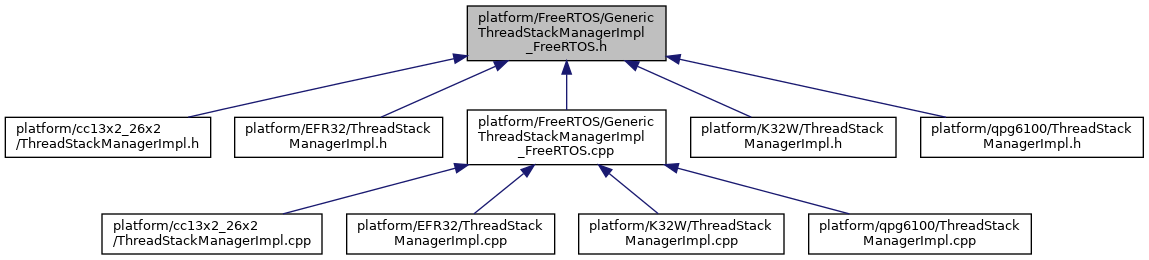 platform/FreeRTOS/Generic
ThreadStackManagerImpl
_FreeRTOS.h
platform/cc13x2_26x2
/ThreadStackManagerImpl.h
platform/EFR32/ThreadStack
ManagerImpl.h
platform/FreeRTOS/Generic
ThreadStackManagerImpl
_FreeRTOS.cpp
platform/K32W/ThreadStack
ManagerImpl.h
platform/qpg6100/ThreadStack
ManagerImpl.h
platform/cc13x2_26x2
/ThreadStackManagerImpl.cpp
platform/EFR32/ThreadStack
ManagerImpl.cpp
platform/K32W/ThreadStack
ManagerImpl.cpp
platform/qpg6100/ThreadStack
ManagerImpl.cpp